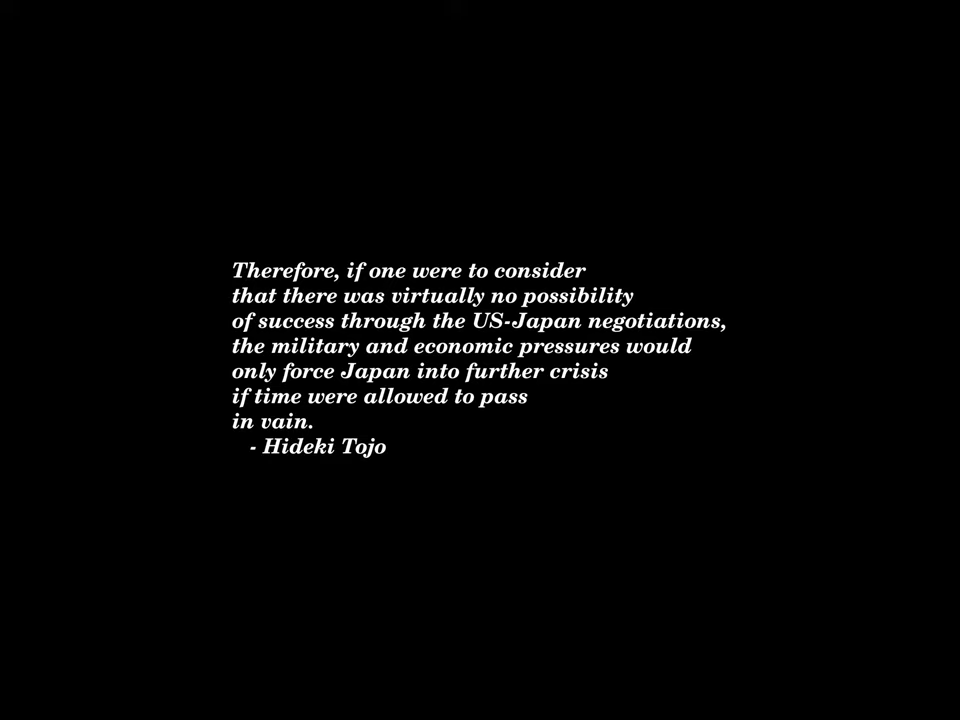 Therefore, if one were to consider
that there was virtually no possibility
of success through the US-Japan negotiations,
the military and economic pressures would
only force Japan into further crisis
if time were allowed to pass
in vain.
- Hideki Tojo